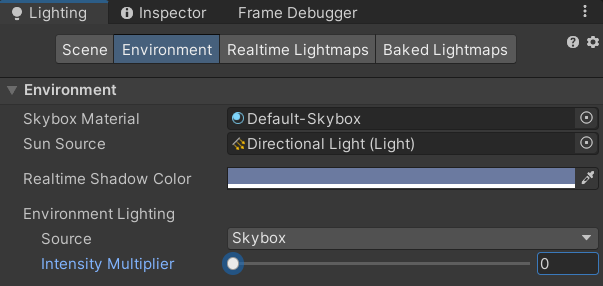 Lighting Inspector Frame Debugger
Scene Environment Realtime Lightmaps Baked Lightmaps
Environment
Skybox Material Default-Skybox
Sun Source Directional Light (Light)
Realtime Shadow Color
Environment Lighting
Source Skybox
Intensity Multiplier 0